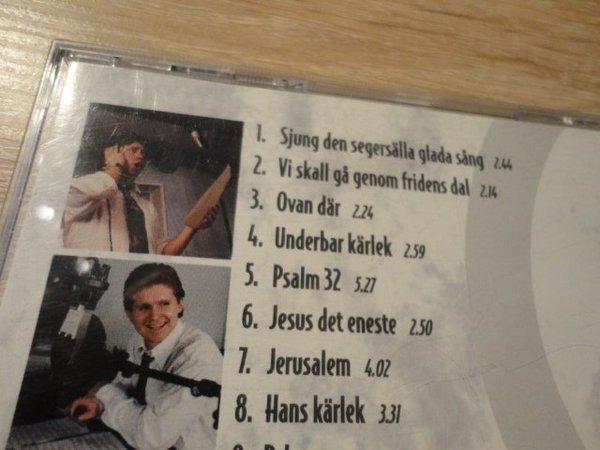 1. Sjung den segersälla glada sång 2.44
2. Vi skall gå genom fridens dal 2.14
3. Ovan där 2.24
4. Underbar kärlek 2.59
5. Psalm 32 5.27
6. Jesus det eneste 2.50
7. Jerusalem 4.02
8. Hans kärlek 3.31